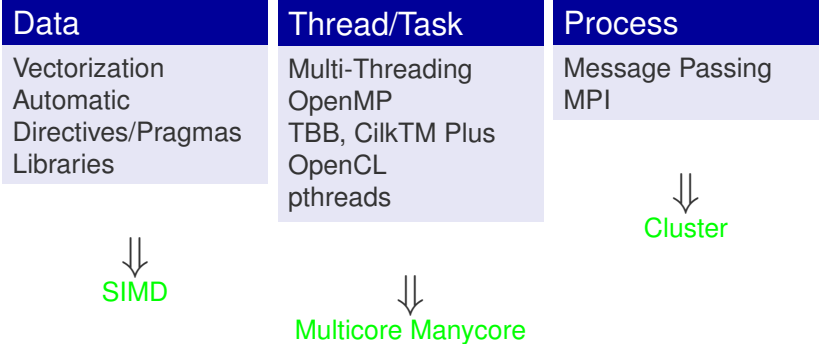 Data
Vectorization
Automatic
Directives/Pragmas
Libraries
⇓
SIMD
Thread/Task
Multi-Threading
OpenMP
TBB, CilkTM Plus
OpenCL
pthreads
⇓
Multicore Manycore
Process
Message Passing
MPI
⇓
Cluster